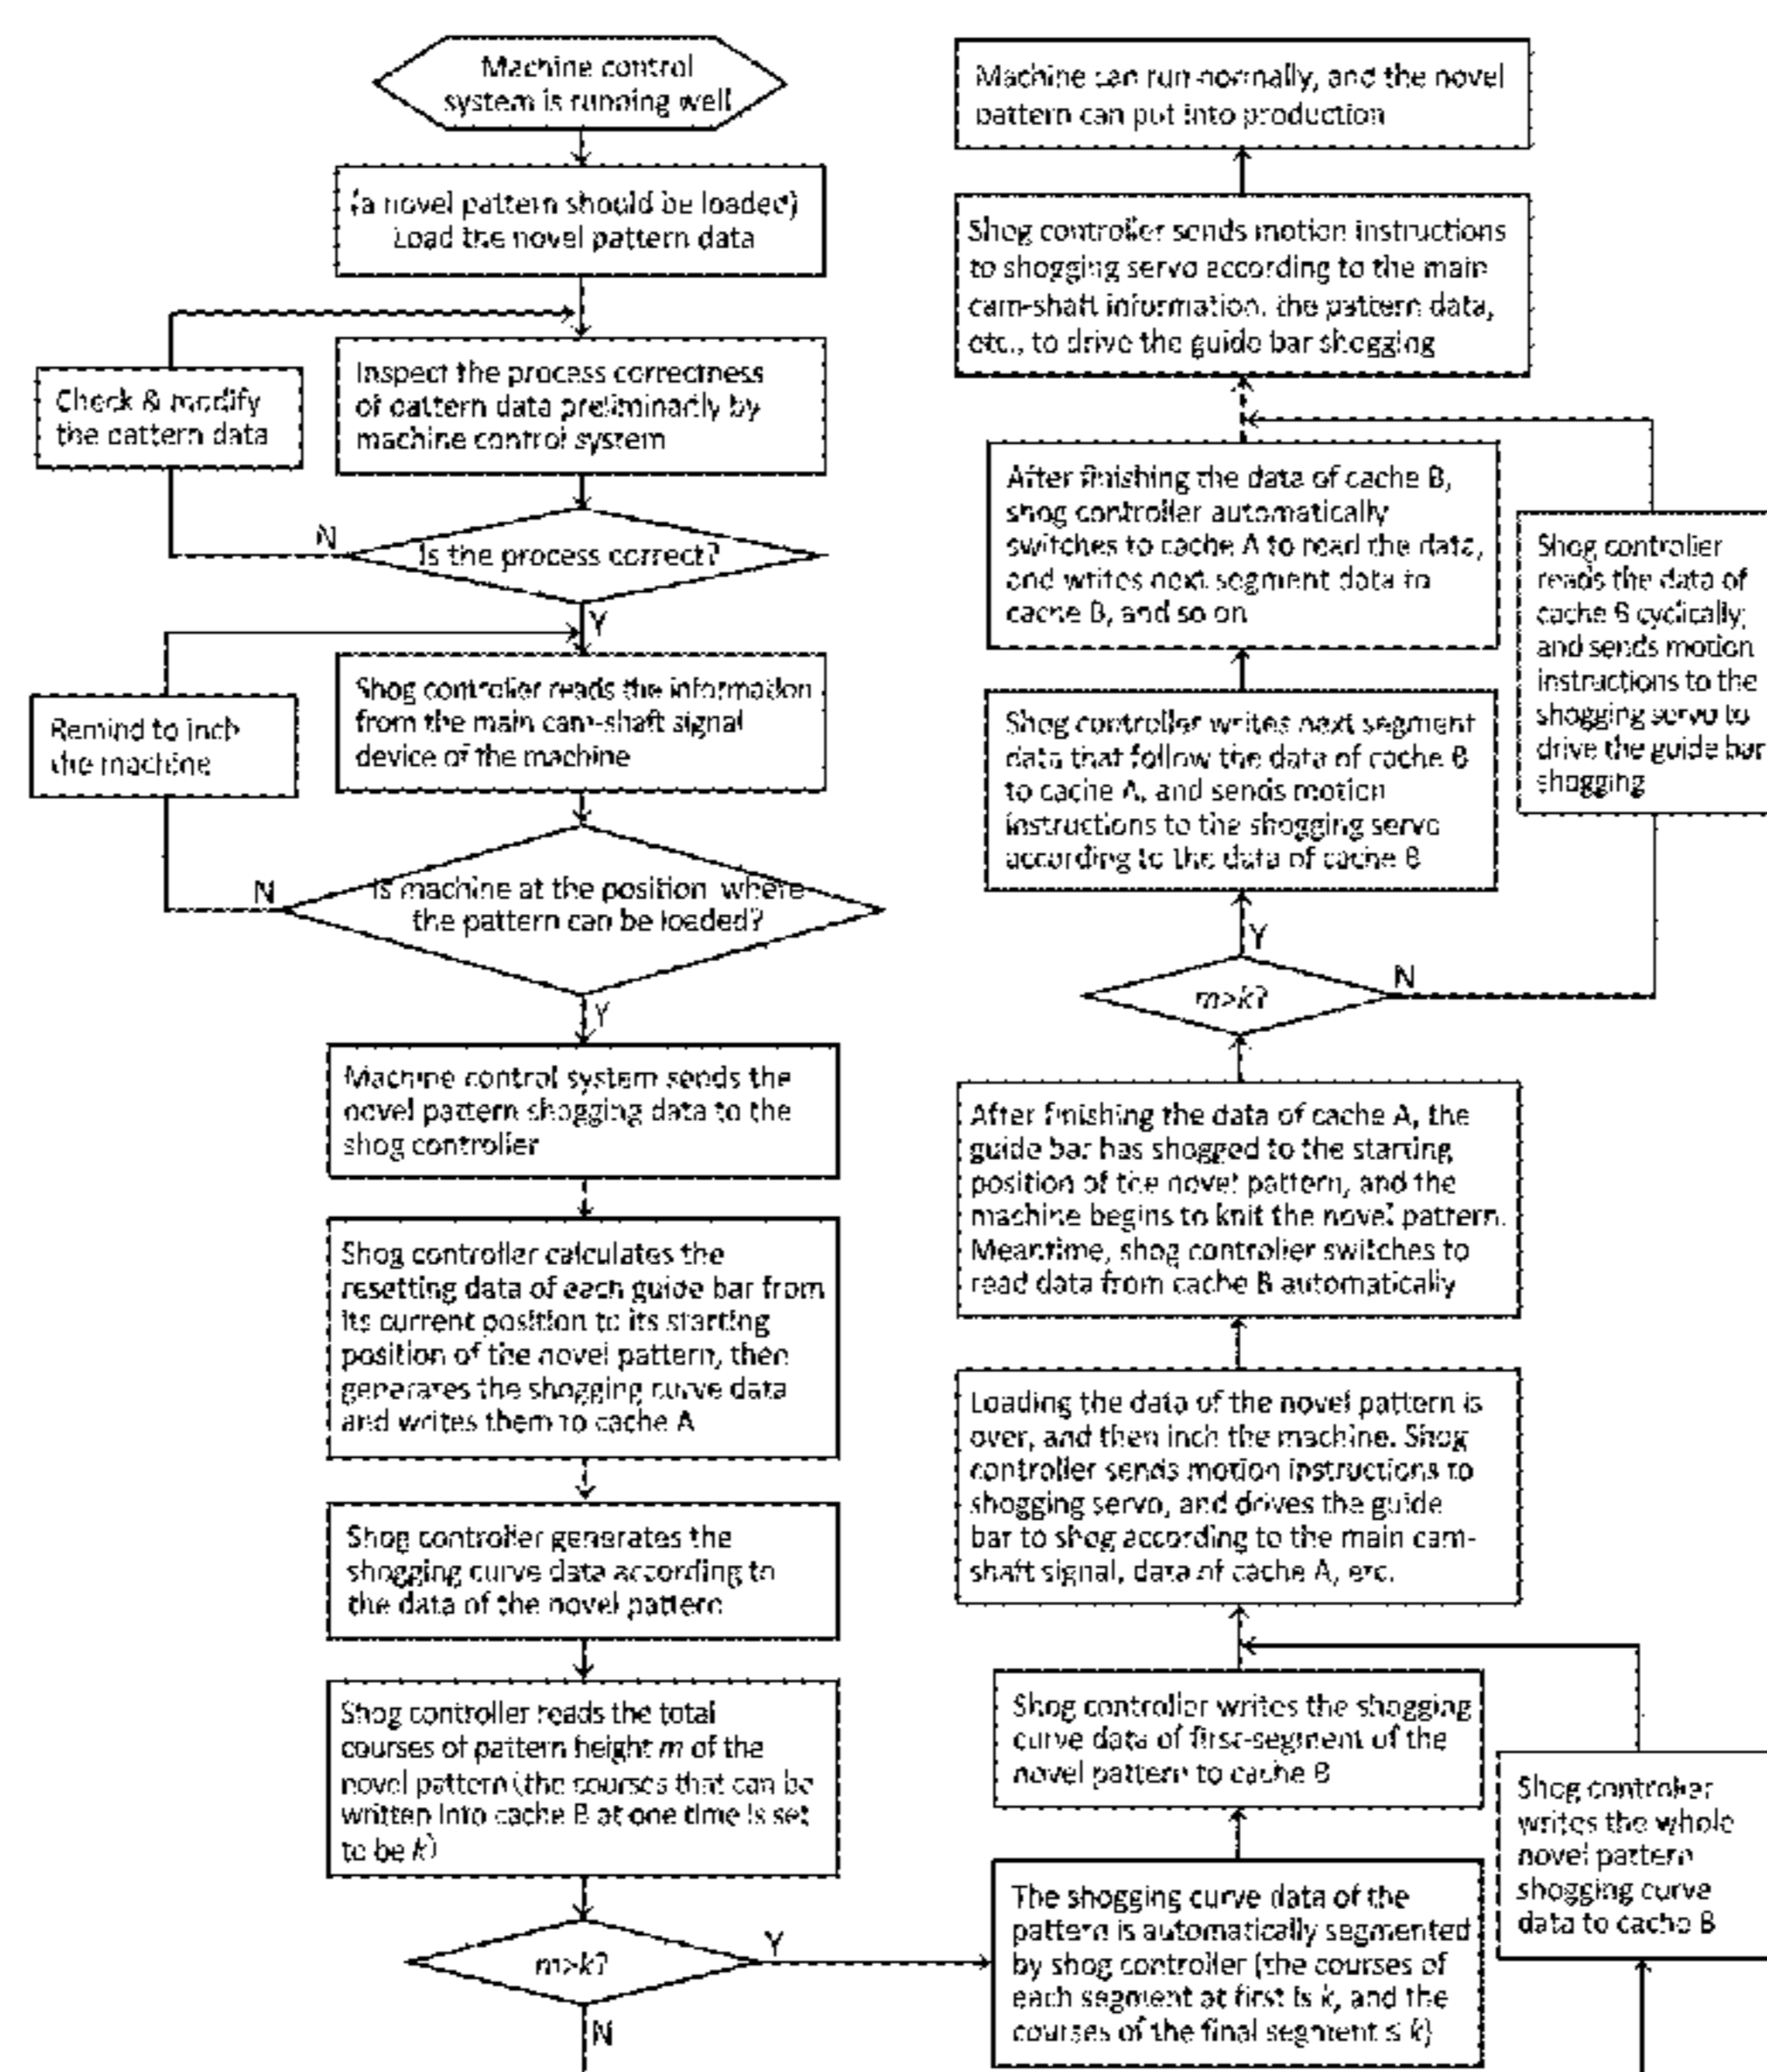 Machine control
system is running well
(a novel pattern should be loaded)
Load the novel pattern data
Check & modify
the pattern data
Inspect the process correctness
of pattern data preliminarily by
machine control system
N
Is the process correct?
Y
Remind to inch
the machine
Shog controller reads the information
from the main cam-shaft signal
device of the machine
N
Is machine at the position where
the pattern can be loaded?
Y
Machine control system sends the
novel pattern shogging data to the
shog controller
Shog controller calculates the
resetting data of each guide bar from
its current position to its starting
position of the novel pattern, then
generates the shogging curve data
and writes them to cache A
Shog controller generates the
shogging curve data according to
the data of the novel pattern
Shog controller reads the total
courses of pattern height m of the
novel pattern (the courses that can be
written into cache B at one time is set
to be k)
m>k?
Y
N
The shogging curve data of the
pattern is automatically segmented
by shog controller (the courses of
each segment at first is k, and the
courses of the final segment ≤ k)
Shog controller writes the shogging
curve data of first-segment of the
novel pattern to cache B
Shog controller
writes the whole
novel pattern
shogging curve
data to cache B
Loading the data of the novel pattern is
over, and then inch the machine. Shog
controller sends motion instructions to
shogging servo, and drives the guide
bar to shog according to the main cam-
shaft signal, data of cache A, etc.
After finishing the data of cache A, the
guide bar has shogged to the starting
position of the novel pattern, and the
machine begins to knit the novel pattern.
Meantime, shog controller switches to
read data from cache B automatically
m>k?
Y
N
Shog controller writes next segment
data that follow the data of cache B
to cache A, and sends motion
instructions to the shogging servo
according to the data of cache B
After finishing the data of cache B,
shog controller automatically
switches to cache A to read the data,
and writes next segment data to
cache B, and so on
Shog controller
reads the data of
cache B cyclically;
and sends motion
instructions to the
shogging servo to
drive the guide bar
shogging
Shog controller sends motion instructions
to shogging servo according to the main
cam-shaft information, the pattern data,
etc., to drive the guide bar shogging
Machine can run normally, and the novel
pattern can put into production